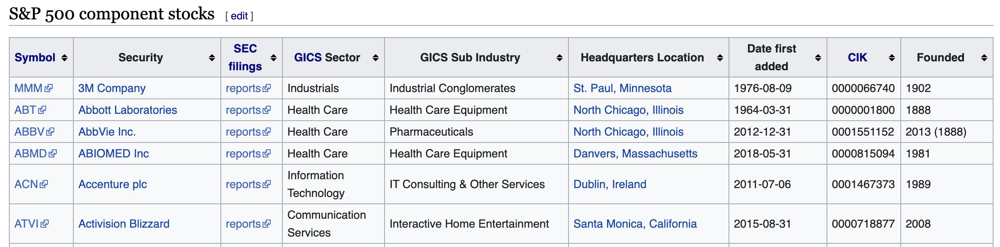 S&P 500 component stocks [ edit ]
Symbol Security SEC filings GICS Sector GICS Sub Industry Headquarters Location Date first added CIK Founded
MMM 3M Company reports Industrials Industrial Conglomerates St. Paul, Minnesota 1976-08-09 0000066740 1902
ABT Abbott Laboratories reports Health Care Health Care Equipment North Chicago, Illinois 1964-03-31 0000001800 1888
ABBV AbbVie Inc. reports Health Care Pharmaceuticals North Chicago, Illinois 2012-12-31 0001551152 2013 (1888)
ABMD ABIOMED Inc reports Health Care Health Care Equipment Danvers, Massachusetts 2018-05-31 0000815094 1981
ACN Accenture plc reports Information Technology IT Consulting & Other Services Dublin, Ireland 2011-07-06 0001467373 1989
ATVI Activision Blizzard reports Communication Services Interactive Home Entertainment Santa Monica, California 2015-08-31 0000718877 2008